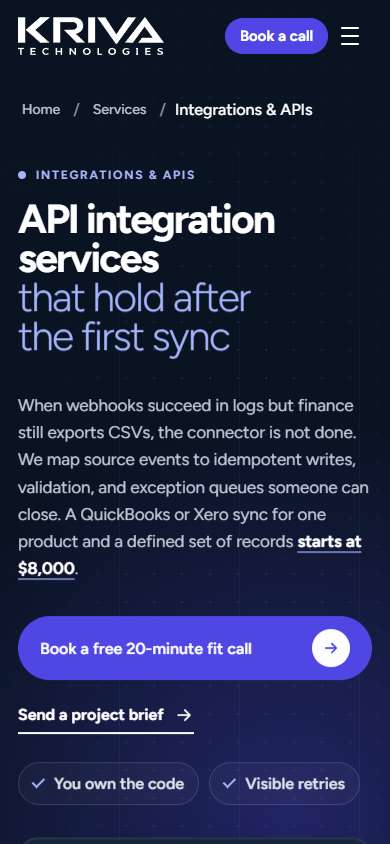 KRIVA
TECHNOLOGIES
Book a call
Home / Services / Integrations & APIs
INTEGRATIONS & APIS
API integration
services
that hold after
the first sync
When webhooks succeed in logs but finance
still exports CSVs, the connector is not done.
We map source events to idempotent writes,
validation, and exception queues someone can
close. A QuickBooks or Xero sync for one
product and a defined set of records starts at
$8,000.
Book a free 20-minute fit call
Send a project brief
You own the code
Visible retries